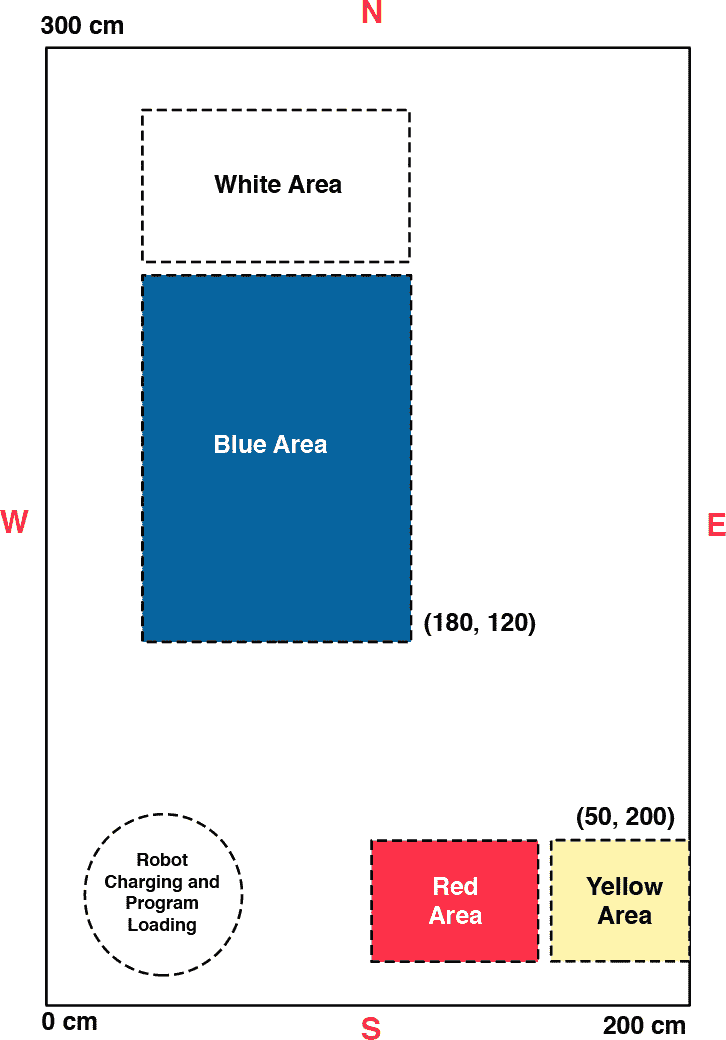 N
300 cm
White Area
Blue Area
W
E
(180, 120)
(50, 200)
Robot
Charging and
Program
Loading
Red
Area
Yellow
Area
0 cm
S
200 cm